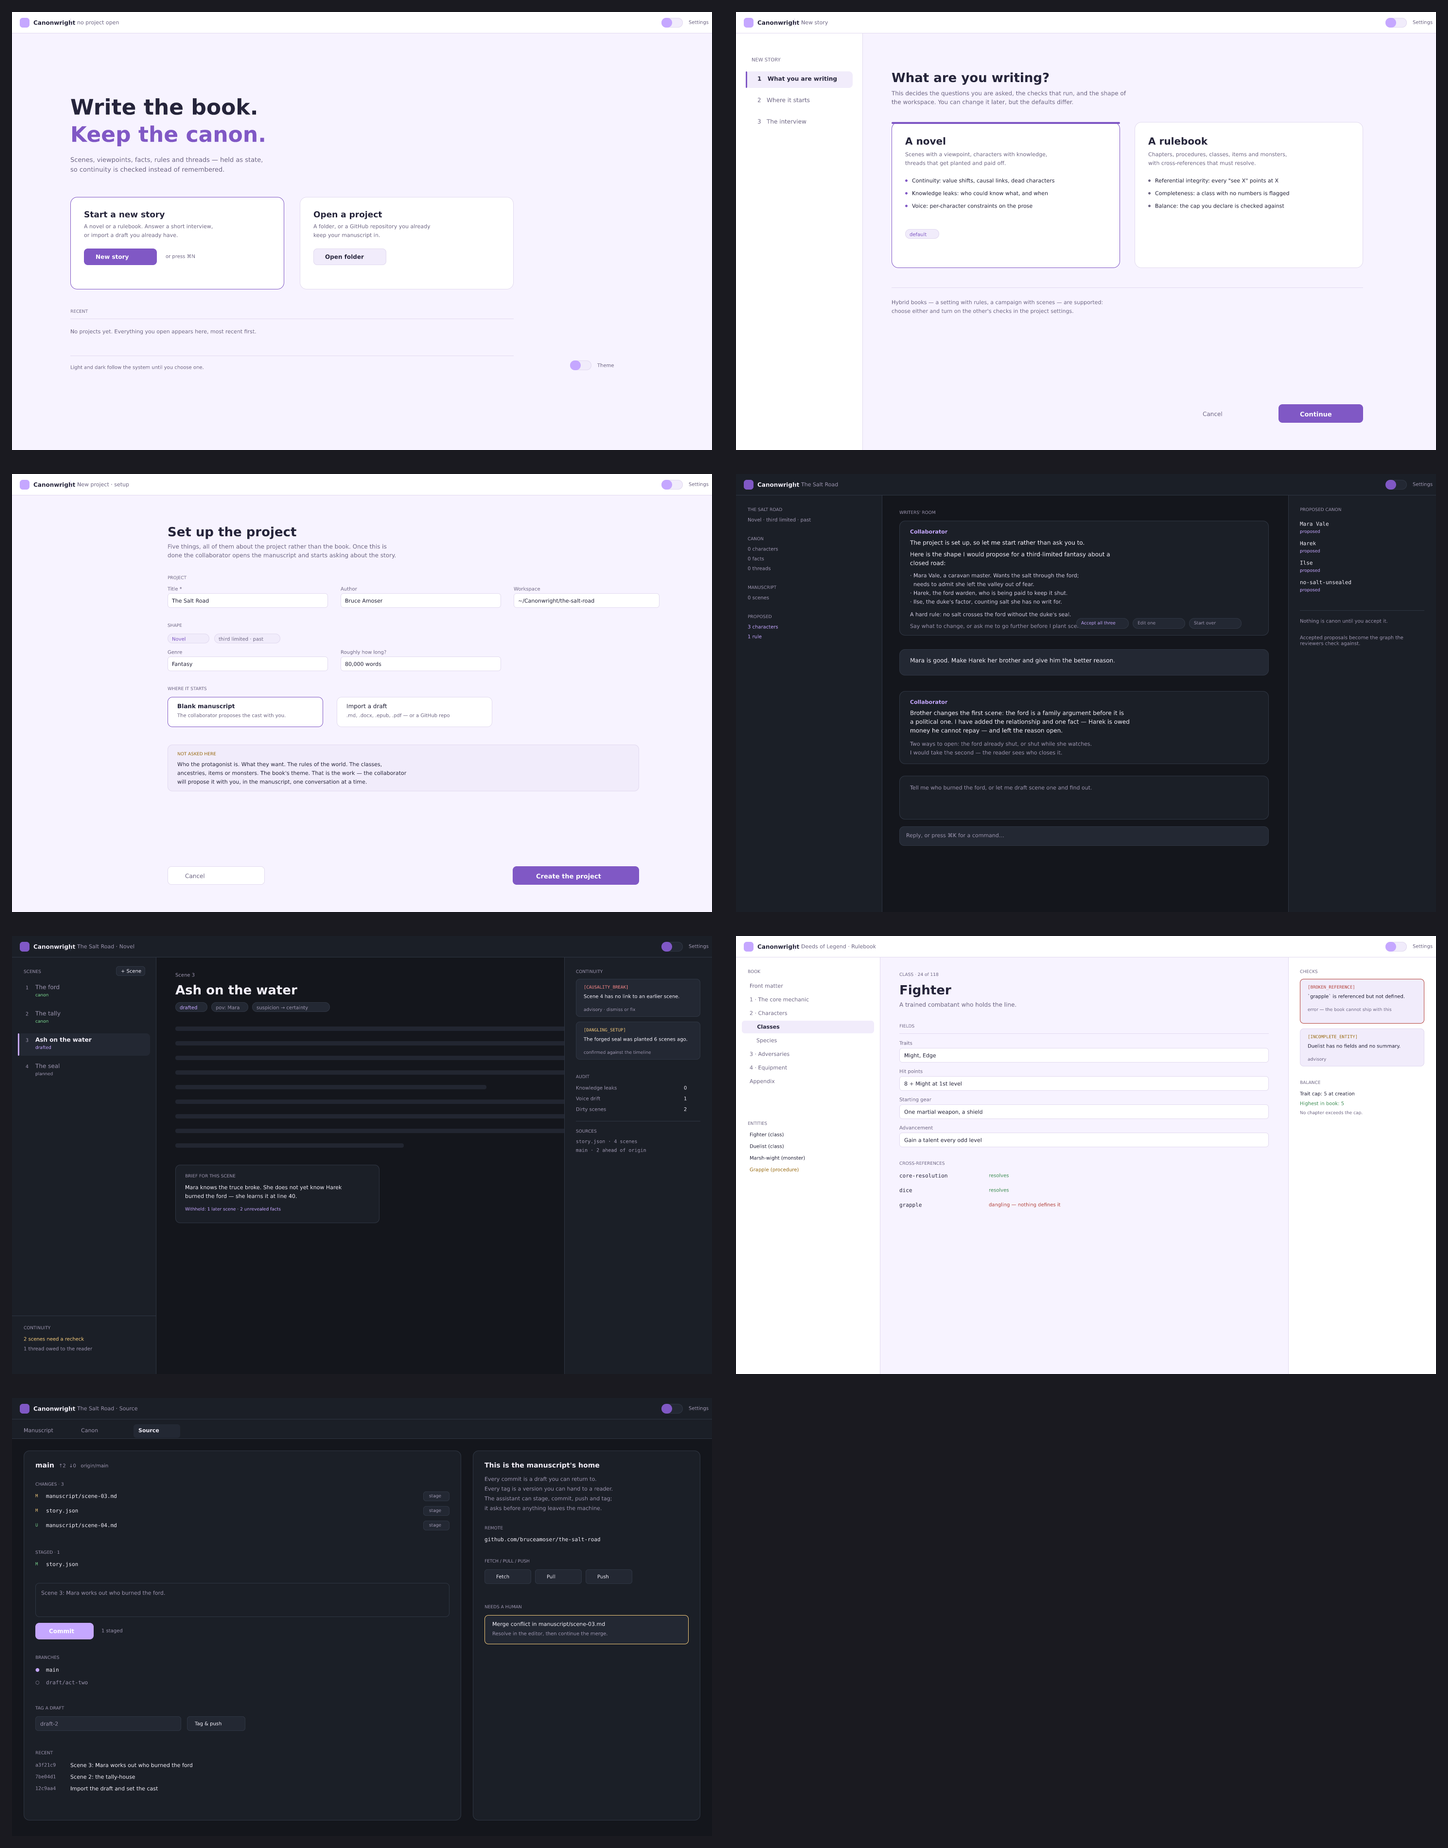 Canonwright no project open
Settings
Write the book.
Keep the canon.
Scenes, viewpoints, facts, rules and threads — held as state,
so continuity is checked instead of remembered.
Start a new story
A novel or a rulebook. Answer a short interview,
or import a draft you already have.
New story
or press ⌘N
Open a project
A folder, or a GitHub repository you already
keep your manuscript in.
Open folder
RECENT
No projects yet. Everything you open appears here, most recent first.
Light and dark follow the system until you choose one.
Theme
Canonwright New story
Settings
NEW STORY
1 What you are writing
2 Where it starts
3 The interview
What are you writing?
This decides the questions you are asked, the checks that run, and the shape of
the workspace. You can change it later, but the defaults differ.
A novel
Scenes with a viewpoint, characters with knowledge,
threads that get planted and paid off.
• Continuity: value shifts, causal links, dead characters
• Knowledge leaks: who could know what, and when
• Voice: per-character constraints on the prose
default
A rulebook
Chapters, procedures, classes, items and monsters,
with cross-references that must resolve.
• Referential integrity: every "see X" points at X
• Completeness: a class with no numbers is flagged
• Balance: the cap you declare is checked against
Hybrid books — a setting with rules, a campaign with scenes — are supported:
choose either and turn on the other's checks in the project settings.
Cancel
Continue
Canonwright New project · setup
Settings
Set up the project
Five things, all of them about the project rather than the book. Once this is
done the collaborator opens the manuscript and starts asking about the story.
PROJECT
Title *
Author
Workspace
The Salt Road
Bruce Amoser
~/Canonwright/the-salt-road
SHAPE
Novel
third limited · past
Genre
Roughly how long?
Fantasy
80,000 words
WHERE IT STARTS
Blank manuscript
The collaborator proposes the cast with you.
Import a draft
.md, .docx, .epub, .pdf — or a GitHub repo
NOT ASKED HERE
Who the protagonist is. What they want. The rules of the world. The classes,
ancestries, items or monsters. The book's theme. That is the work — the collaborator
will propose it with you, in the manuscript, one conversation at a time.
Cancel
Create the project
Canonwright The Salt Road
Settings
THE SALT ROAD
Novel · third limited · past
CANON
0 characters
0 facts
0 threads
MANUSCRIPT
0 scenes
PROPOSED
3 characters
1 rule
WRITERS' ROOM
Collaborator
The project is set up, so let me start rather than ask you to.
Here is the shape I would propose for a third-limited fantasy about a
closed road:
· Mara Vale, a caravan master. Wants the salt through the ford;
needs to admit she left the valley out of fear.
· Harek, the ford warden, who is being paid to keep it shut.
· Ilse, the duke's factor, counting salt she has no writ for.
A hard rule: no salt crosses the ford without the duke's seal.
Say what to change, or ask me to go further before I plant sce
Accept all three
Edit one
Start over
Mara is good. Make Harek her brother and give him the better reason.
Collaborator
Brother changes the first scene: the ford is a family argument before it is
a political one. I have added the relationship and one fact — Harek is owed
money he cannot repay — and left the reason open.
Two ways to open: the ford already shut, or shut while she watches.
I would take the second — the reader sees who closes it.
Tell me who burned the ford, or let me draft scene one and find out.
Reply, or press ⌘K for a command...
PROPOSED CANON
Mara Vale
proposed
Harek
proposed
Ilse
proposed
no-salt-unsealed
proposed
Nothing is canon until you accept it.
Accepted proposals become the graph the
reviewers check against.
Canonwright The Salt Road · Novel
Settings
SCENES
+ Scene
1 The ford
canon
2 The tally
canon
3 Ash on the water
drafted
4 The seal
planned
CONTINUITY
2 scenes need a recheck
1 thread owed to the reader
Scene 3
Ash on the water
drafted
pov: Mara
suspicion → certainty
BRIEF FOR THIS SCENE
Mara knows the truce broke. She does not yet know Harek
burned the ford — she learns it at line 40.
Withheld: 1 later scene · 2 unrevealed facts
CONTINUITY
[CAUSALITY_BREAK]
Scene 4 has no link to an earlier scene.
advisory · dismiss or fix
[DANGLING_SETUP]
The forged seal was planted 6 scenes ago.
confirmed against the timeline
AUDIT
Knowledge leaks 0
Voice drift 1
Dirty scenes 2
SOURCES
story.json · 4 scenes
main · 2 ahead of origin
Canonwright Deeds of Legend · Rulebook
Settings
BOOK
Front matter
1 · The core mechanic
2 · Characters
Classes
Species
3 · Adversaries
4 · Equipment
Appendix
ENTITIES
Fighter (class)
Duelist (class)
Marsh-wight (monster)
Grapple (procedure)
CLASS · 24 of 118
Fighter
A trained combatant who holds the line.
FIELDS
Traits
Might, Edge
Hit points
8 + Might at 1st level
Starting gear
One martial weapon, a shield
Advancement
Gain a talent every odd level
CROSS-REFERENCES
core-resolution resolves
dice resolves
grapple dangling — nothing defines it
CHECKS
[BROKEN_REFERENCE]
`grapple` is referenced but not defined.
error — the book cannot ship with this
[INCOMPLETE_ENTITY]
Duelist has no fields and no summary.
advisory
BALANCE
Trait cap: 5 at creation
Highest in book: 5
No chapter exceeds the cap.
Canonwright The Salt Road · Source
Settings
Manuscript
Canon
Source
main ↑2 ↓0 origin/main
CHANGES · 3
M manuscript/scene-03.md stage
M story.json stage
U manuscript/scene-04.md stage
STAGED · 1
M story.json
Scene 3: Mara works out who burned the ford.
Commit
1 staged
BRANCHES
● main
○ draft/act-two
TAG A DRAFT
draft-2
Tag & push
RECENT
a3f21c9 Scene 3: Mara works out who burned the ford
7be04d1 Scene 2: the tally-house
12c9aa4 Import the draft and set the cast
This is the manuscript's home
Every commit is a draft you can return to.
Every tag is a version you can hand to a reader.
The assistant can stage, commit, push and tag;
it asks before anything leaves the machine.
REMOTE
github.com/bruceamoser/the-salt-road
FETCH / PULL / PUSH
Fetch
Pull
Push
NEEDS A HUMAN
Merge conflict in manuscript/scene-03.md
Resolve in the editor, then continue the merge.